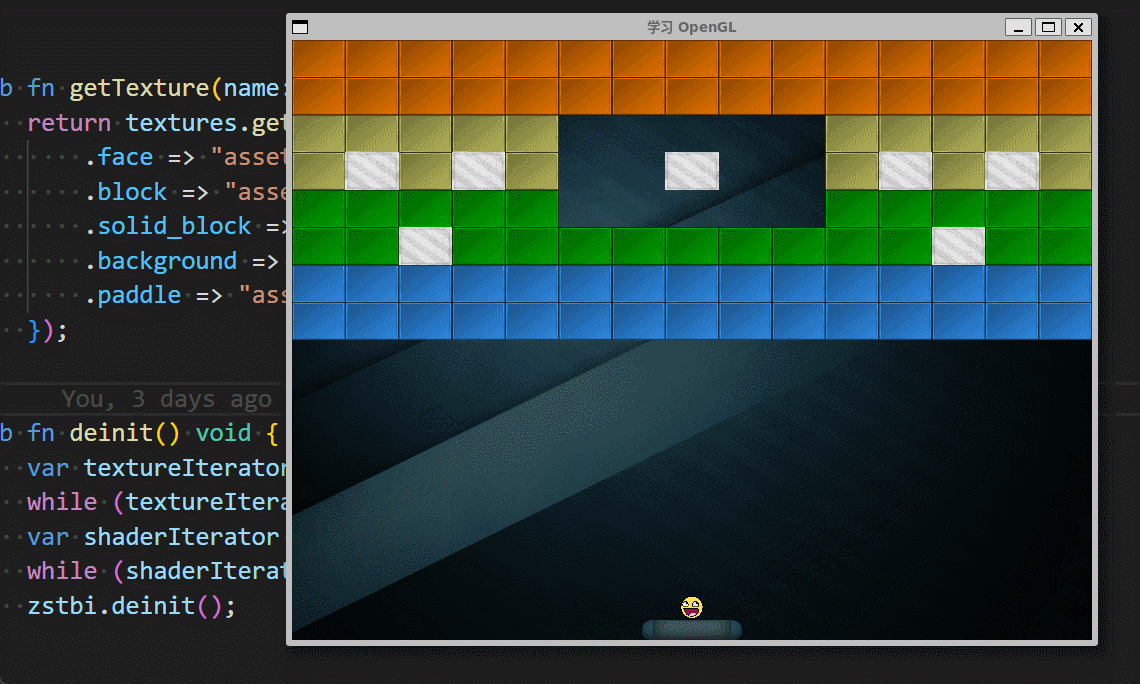 学习 OpenGL
b fn getTexture(name:
return textures.get
.face => "asset
.block => "asse
.solid_block =>
.background =>
.paddle => "ass
});
You, 3 days ago
b fn deinit() void {
var textureIterator
while (textureItera
var shaderIterator
while (shaderIterat
zstbi.deinit();